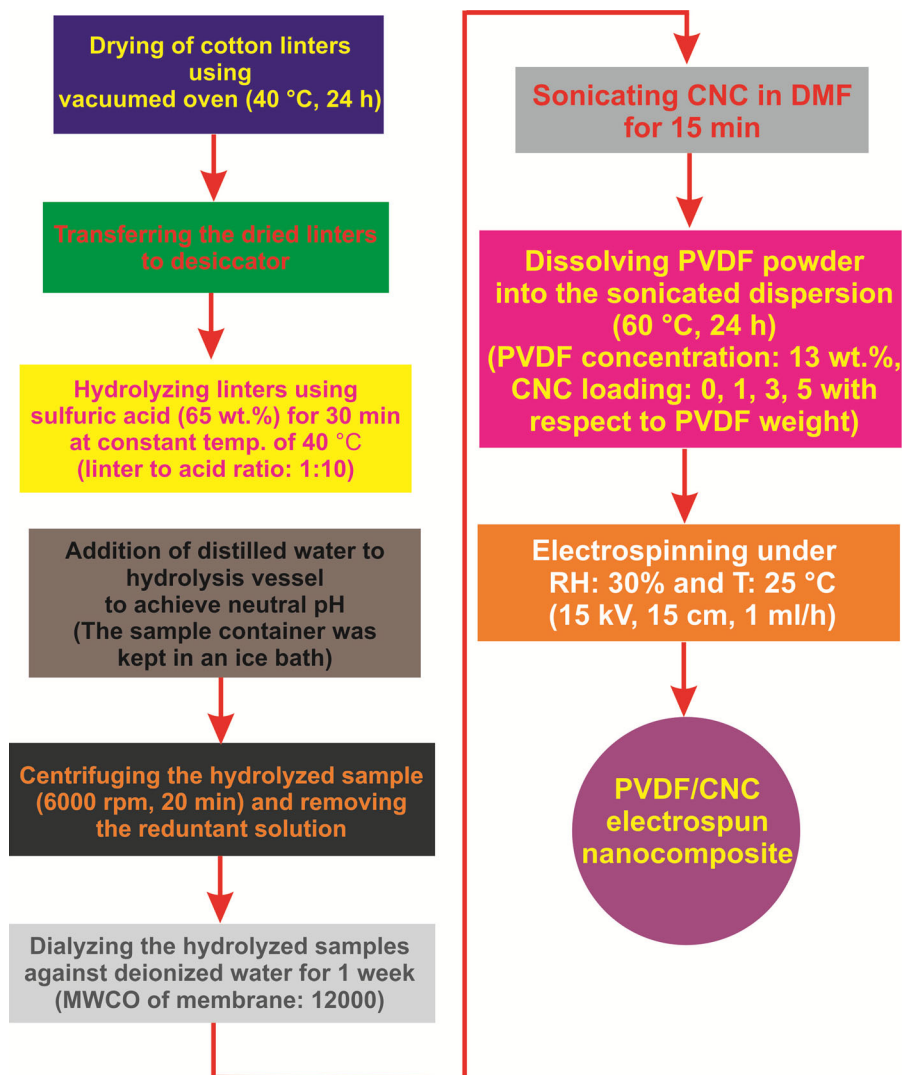 Drying of cotton linters
using
vacuumed oven (40 °C, 24 h)
Transferring the dried linters
to desiccator
Hydrolyzing linters using
sulfuric acid (65 wt.%) for 30 min
at constant temp. of 40 °C
(linter to acid ratio: 1:10)
Addition of distilled water to
hydrolysis vessel
to achieve neutral pH
(The sample container was
kept in an ice bath)
Centrifuging the hydrolyzed sample
(6000 rpm, 20 min) and removing
the reduntant solution
Dialyzing the hydrolyzed samples
against deionized water for 1 week
(MWCO of membrane: 12000)
Sonicating CNC in DMF
for 15 min
Dissolving PVDF powder
into the sonicated dispersion
(60 °C, 24 h)
(PVDF concentration: 13 wt.%,
CNC loading: 0, 1, 3, 5 with
respect to PVDF weight)
Electrospinning under
RH: 30% and T: 25 °C
(15 kV, 15 cm, 1 ml/h)
PVDF/CNC
electrospun
nanocomposite